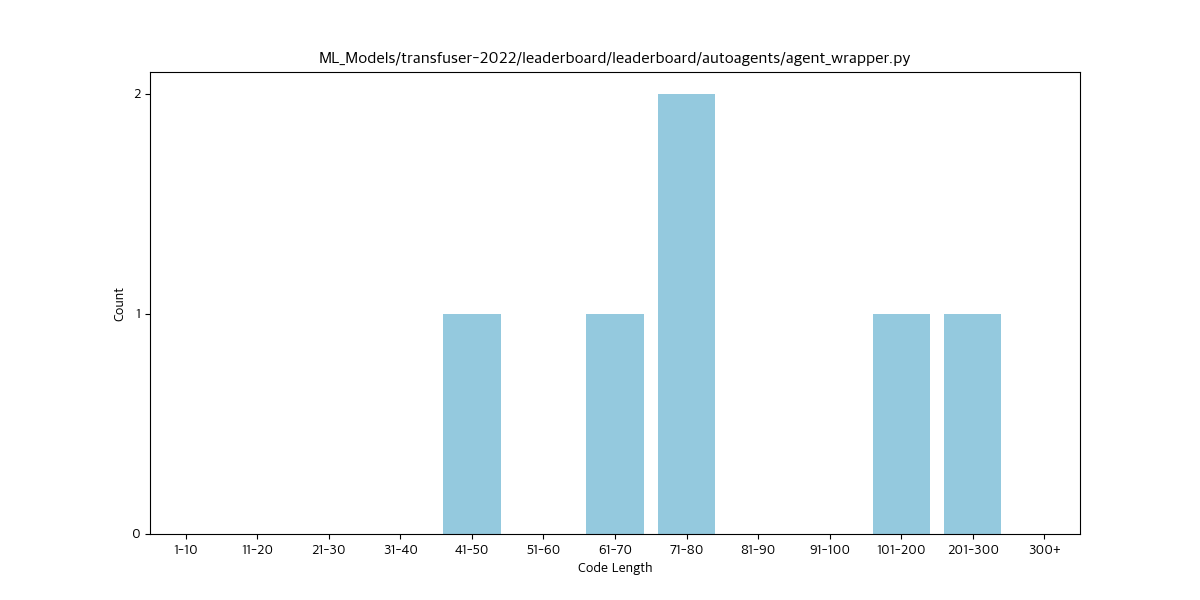 ML_Models/transfuser-2022/leaderboard/leaderboard/autoagents/agent_wrapper.py
2
1
0
Count
1-10 11-20 21-30 31-40 41-50 51-60 61-70 71-80 81-90 91-100 101-200 201-300 300+
Code Length